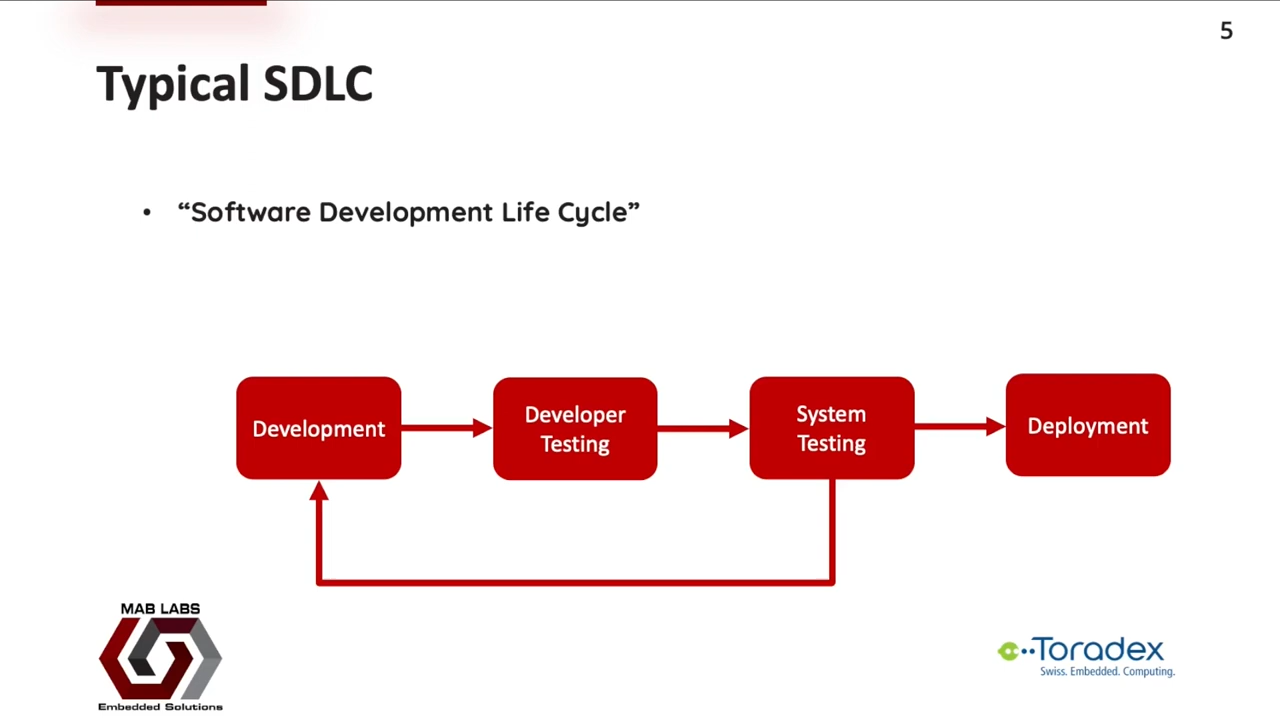 5
Typical SDLC
• “Software Development Life Cycle”
Development
Developer
Testing
System
Testing
Deployment
MAB LABS
Embedded Solutions
Toradex
Swiss. Embedded. Computing.